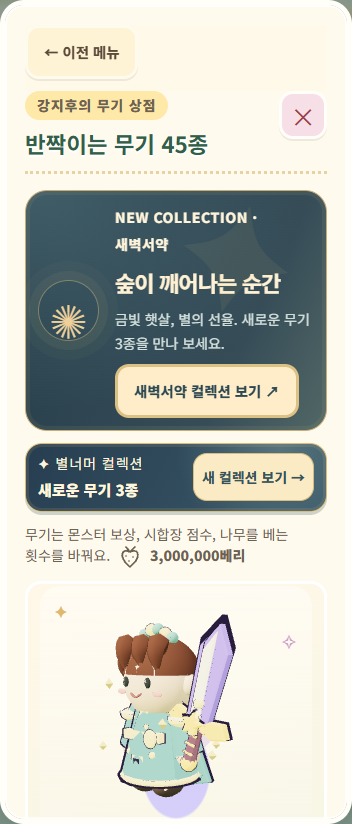 ← 이전 메뉴
강지후의 무기 상점
반짝이는 무기 45종
NEW COLLECTION ·
새벽서약
숲이 깨어나는 순간
금빛 햇살, 별의 선율. 새로운 무기
3종을 만나 보세요.
새벽서약 컬렉션 보기 ↗
✦ 별너머 컬렉션
새로운 무기 3종
새 컬렉션 보기 →
무기는 몬스터 보상, 시합장 점수, 나무를 베는
횟수를 바꿔요. 3,000,000베리